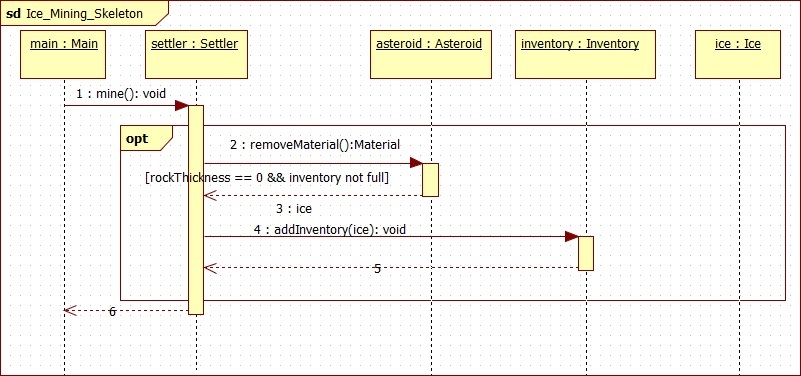 sd Ice_Mining_Skeleton
main : Main
settler : Settler
asteroid : Asteroid
inventory : Inventory
ice : Ice
1 : mine(): void
opt
2 : removeMaterial():Material
[rockThickness == 0 && inventory not full]
3 : ice
4 : addInventory(ice): void
5
6